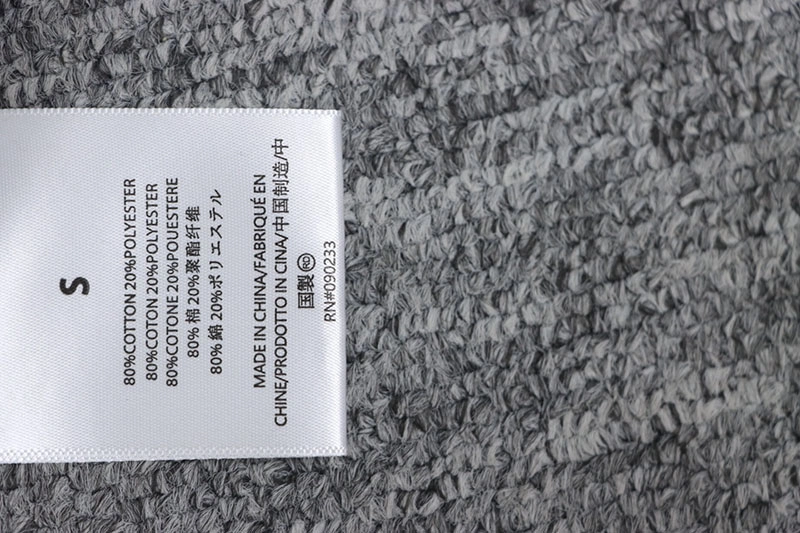 S
80%COTTON 20%POLYESTER
80%COTON 20%POLYESTER
80%COTONE 20%POUESTERE
80% 棉 20%聚酯纤维
80% 綿 20%ポリエステル
MADE IN CHINA/FABRIQUÉ EN
CHINE/PRODOTTO IN CINA/中国制造/中
国製 RD
RN#090233